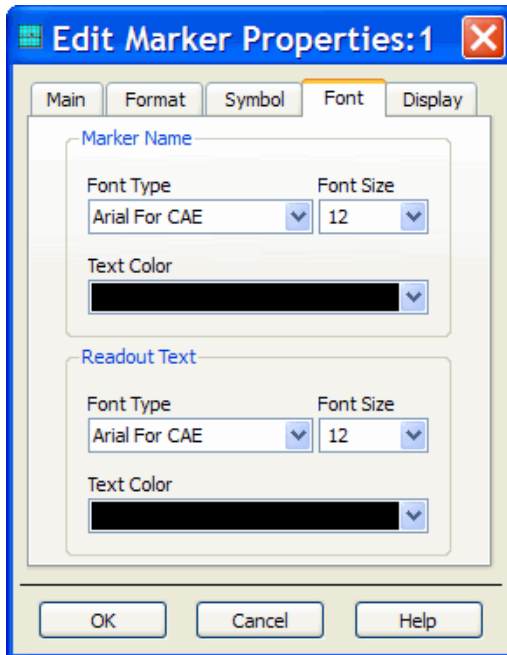 Edit Marker Properties:1
Main Format Symbol Font Display
Marker Name
Font Type Font Size
Arial For CAE 12
Text Color
Readout Text
Font Type Font Size
Arial For CAE 12
Text Color
OK Cancel Help